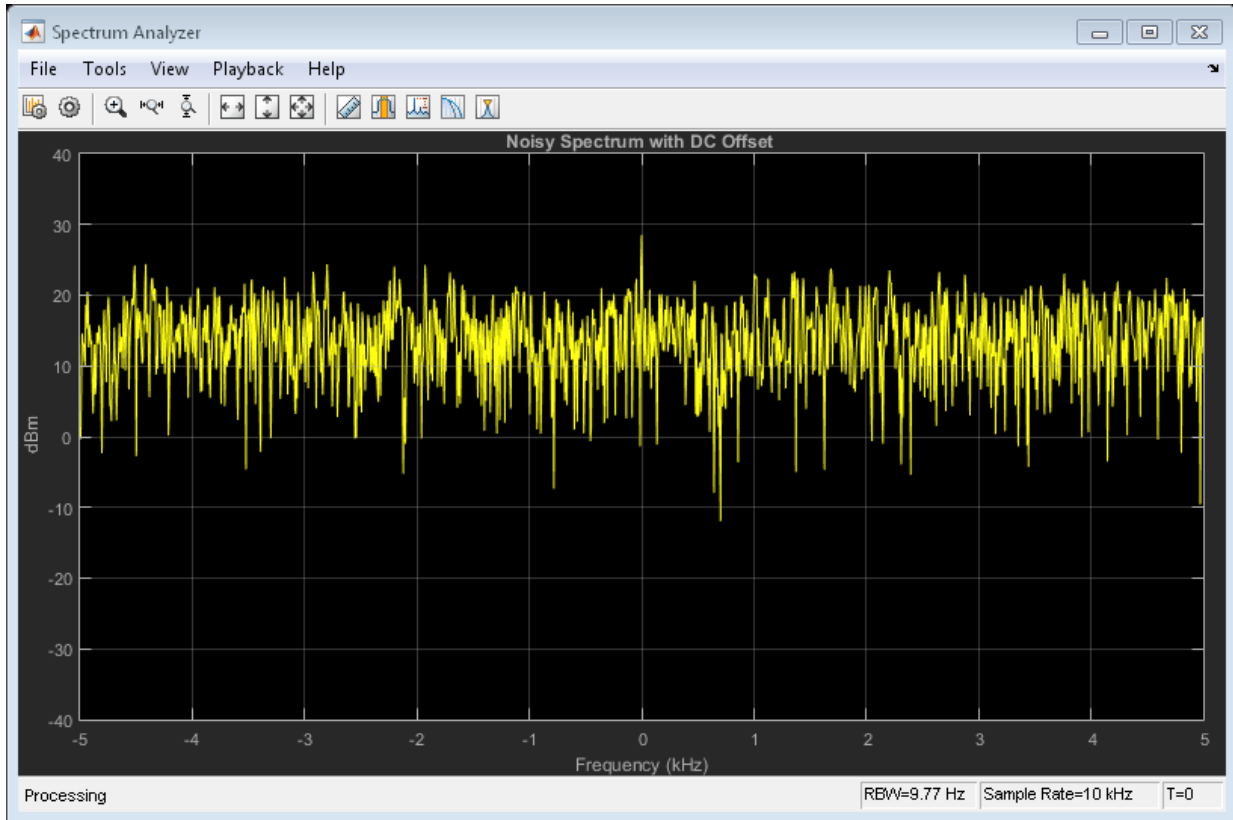 Spectrum Analyzer
File Tools View Playback Help
Noisy Spectrum with DC Offset
40
30
20
10
0
-10
-20
-30
-40
dBm
-5 -4 -3 -2 -1 0 1 2 3 4 5
Frequency (kHz)
Processing RBW=9.77 Hz Sample Rate=10 kHz T=0